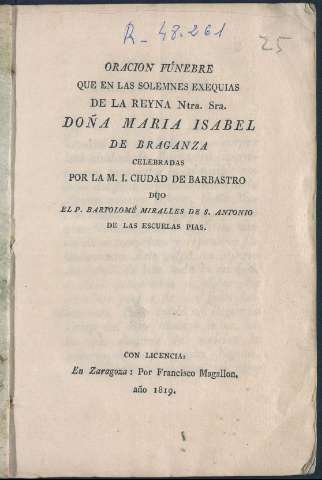 R-48.261
25
ORACION FÚNEBRE
QUE EN LAS SOLEMNES EXEQUIAS
DE LA REYNA Ntra. Sra.
DOÑA MARIA ISABEL
DE BRAGANZA
CELEBRADAS
POR LA M. I. CIUDAD DE BARBASTRO
DIJO
EL P. BARTOLOMÉ MIRALLES DE S. ANTONIO
DE LAS ESCUELAS PIAS.
CON LICENCIA:
En Zaragoza: Por Francisco Magallon,
año 1819.